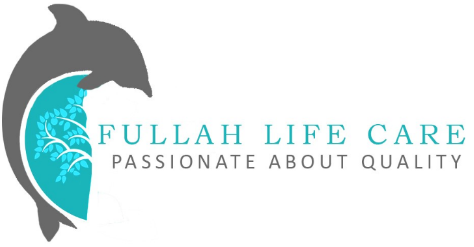 FULLAH LIFE CARE
PASSIONATE ABOUT QUALITY